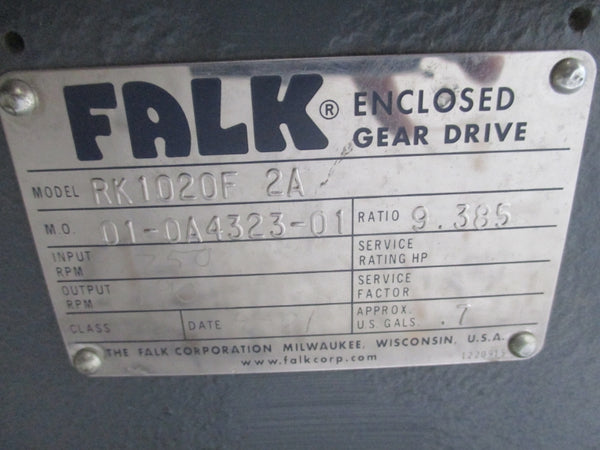 FALK® ENCLOSED
GEAR DRIVE
MODEL RK1020F 2A
M.O. 01-0A4323-01 RATIO 9.385
INPUT RPM
SERVICE RATING HP
OUTPUT RPM
SERVICE FACTOR
CLASS DATE
APPROX. U.S. GALS. .7
THE FALK CORPORATION MILWAUKEE, WISCONSIN, U.S.A.
www.falkcorp.com